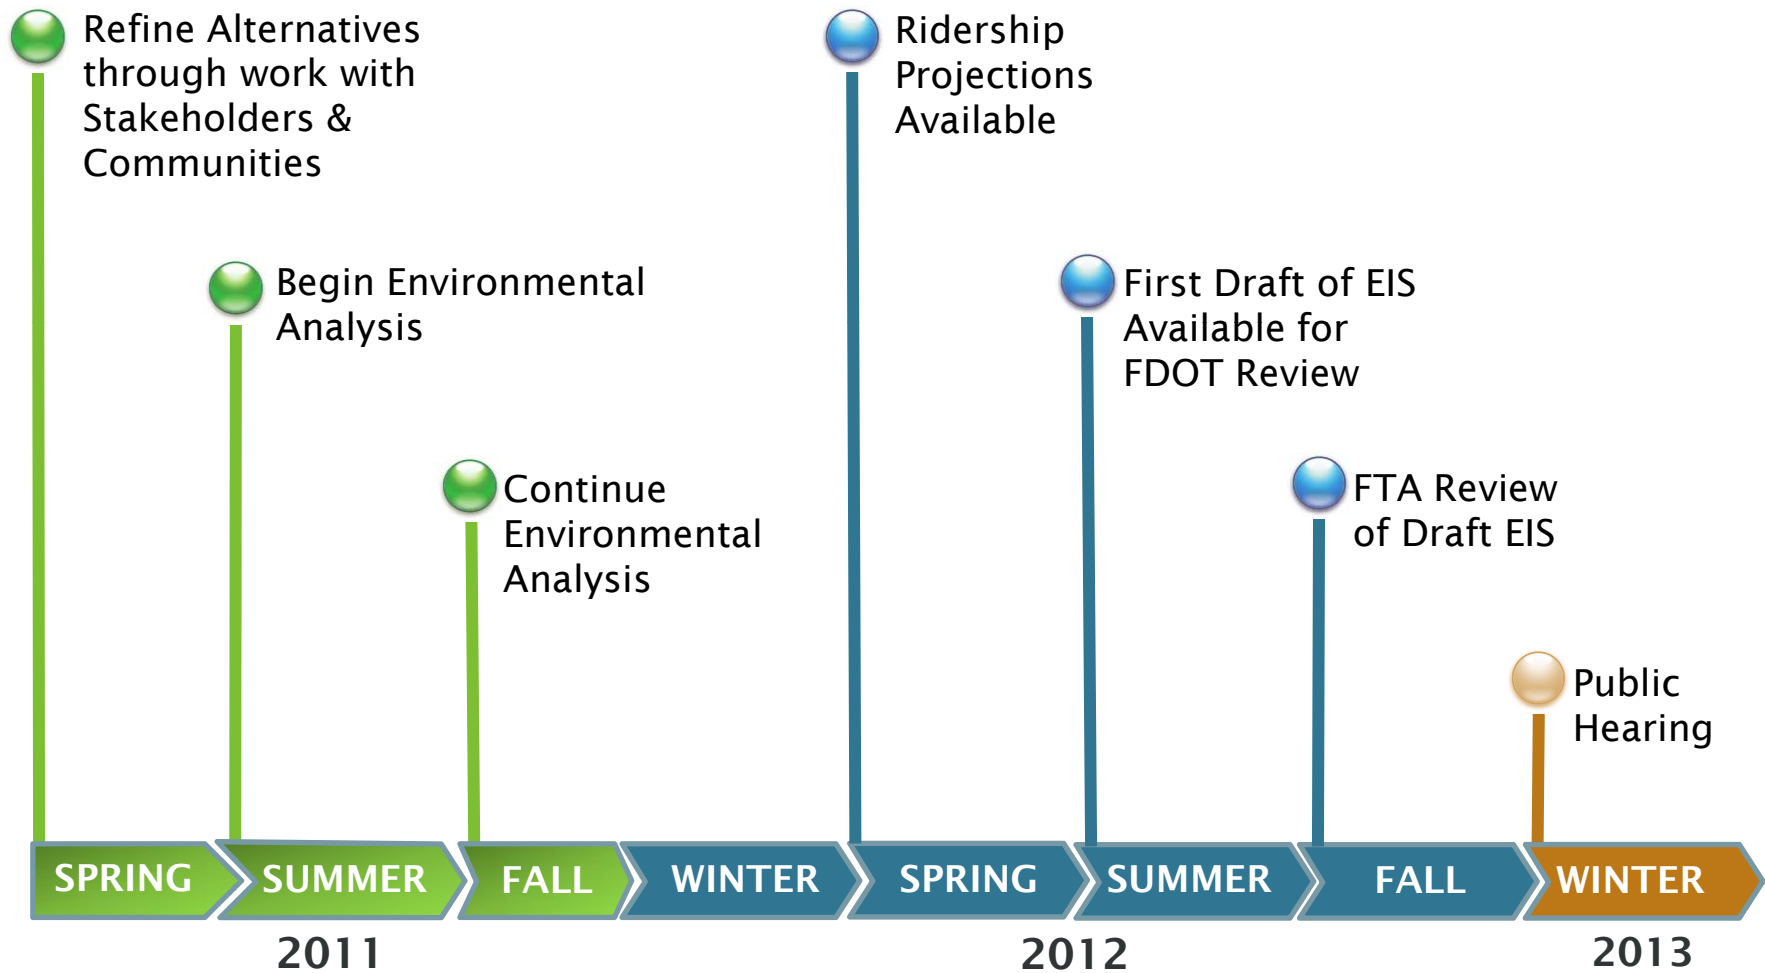 Refine Alternatives
through work with
Stakeholders &
Communities
Ridership
Projections
Available
Begin Environmental
Analysis
First Draft of EIS
Available for
FDOT Review
Continue
Environmental
Analysis
FTA Review
of Draft EIS
Public
Hearing
SPRING SUMMER FALL WINTER SPRING SUMMER FALL WINTER
2011 2012 2013